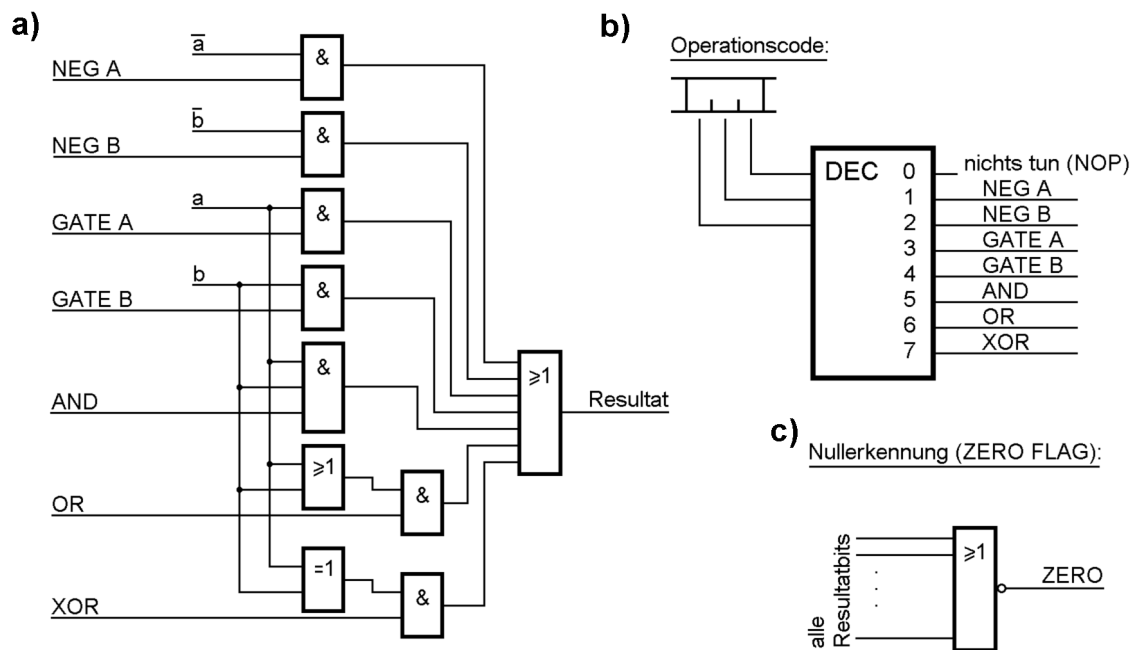 a)
a̅
NEG A
&
b̅
NEG B
&
a
GATE A
&
b
GATE B
&
AND
&
OR
≥1
&
XOR
=1
&
≥1
Resultat
b)
Operationscode:
DEC
0 nichts tun (NOP)
1 NEG A
2 NEG B
3 GATE A
4 GATE B
5 AND
6 OR
7 XOR
c)
Nullerkennung (ZERO FLAG):
alle
Resultatbits
≥1
ZERO